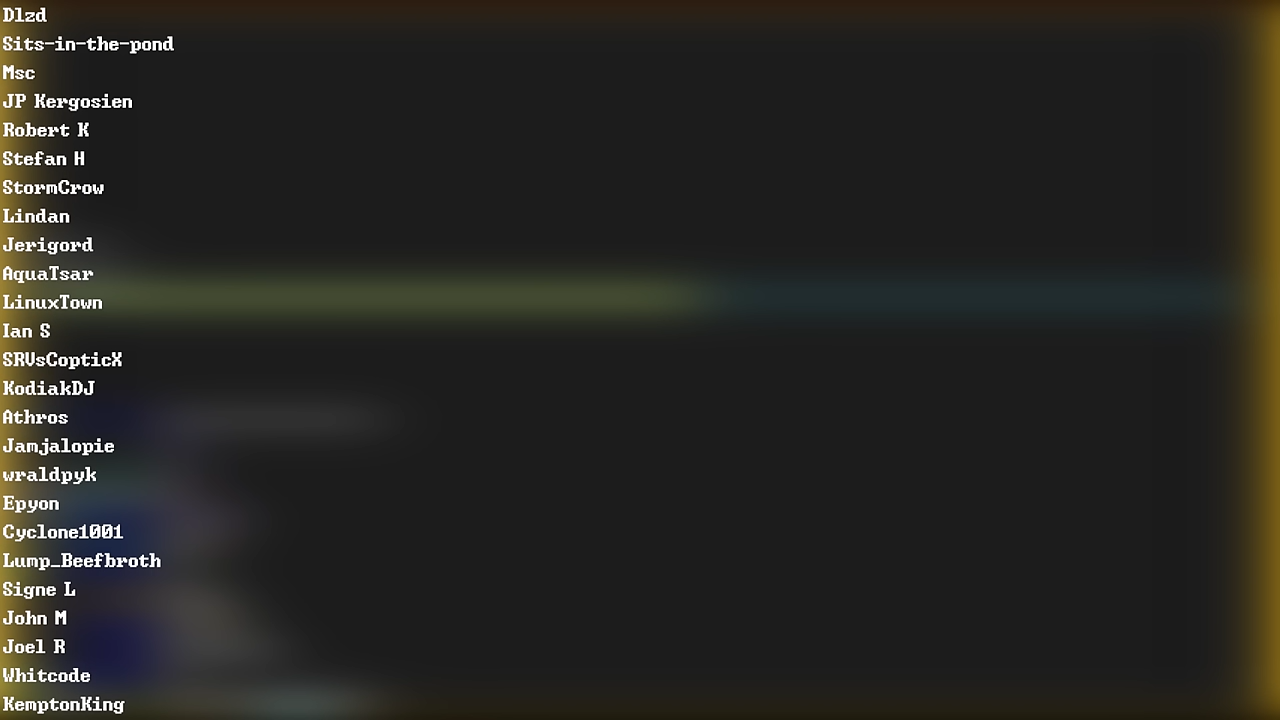 Dlzd
Sits-in-the-pond
Msc
JP Kergosien
Robert K
Stefan H
StormCrow
Lindan
Jerigord
AquaTsar
LinuxTown
Ian S
SRVsCopticX
KodiakDJ
Athros
Jamjalopie
wraldpyk
Epyon
Cyclone1001
Lump_Beefbroth
Signe L
John M
Joel R
Whitcode
KemptonKing